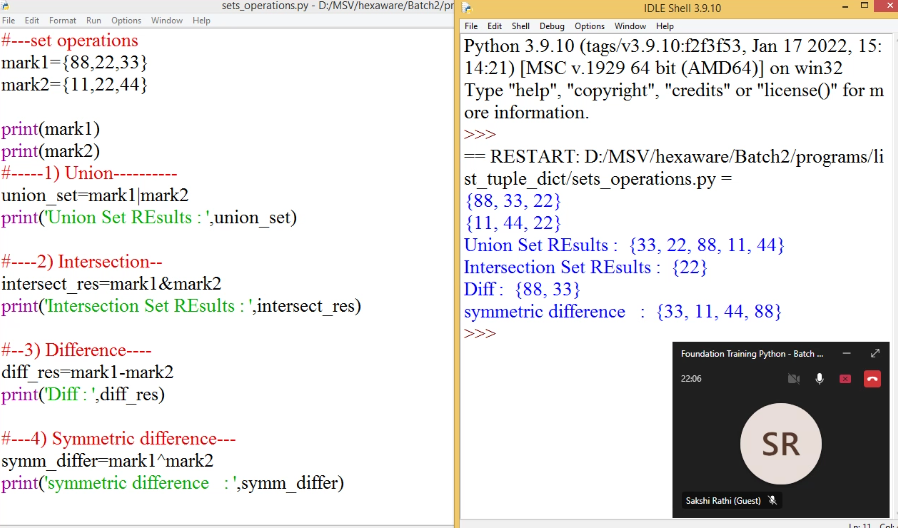 sets_operations.py - D:/MSV/hexaware/Batch2/programs/
File Edit Format Run Options Window Help
#---set operations
mark1={88,22,33}
mark2={11,22,44}
print(mark1)
print(mark2)
#-----1) Union----------
union_set=mark1|mark2
print('Union Set REsults : ',union_set)
#----2) Intersection--
intersect_res=mark1&mark2
print('Intersection Set REsults : ',intersect_res)
#--3) Difference----
diff_res=mark1-mark2
print('Diff : ',diff_res)
#---4) Symmetric difference---
symm_differ=mark1^mark2
print('symmetric difference   : ',symm_differ)
IDLE Shell 3.9.10
File Edit Shell Debug Options Window Help
Python 3.9.10 (tags/v3.9.10:f2f3f53, Jan 17 2022, 15:
14:21) [MSC v.1929 64 bit (AMD64)] on win32
Type "help", "copyright", "credits" or "license()" for m
ore information.
>>>
== RESTART: D:/MSV/hexaware/Batch2/programs/li
st_tuple_dict/sets_operations.py =
{88, 33, 22}
{11, 44, 22}
Union Set REsults :  {33, 22, 88, 11, 44}
Intersection Set REsults :  {22}
Diff :  {88, 33}
symmetric difference   :  {33, 11, 44, 88}
>>>
Foundation Training Python - Batch ...
22:06
SR
Sakshi Rathi (Guest)
Ln: 11